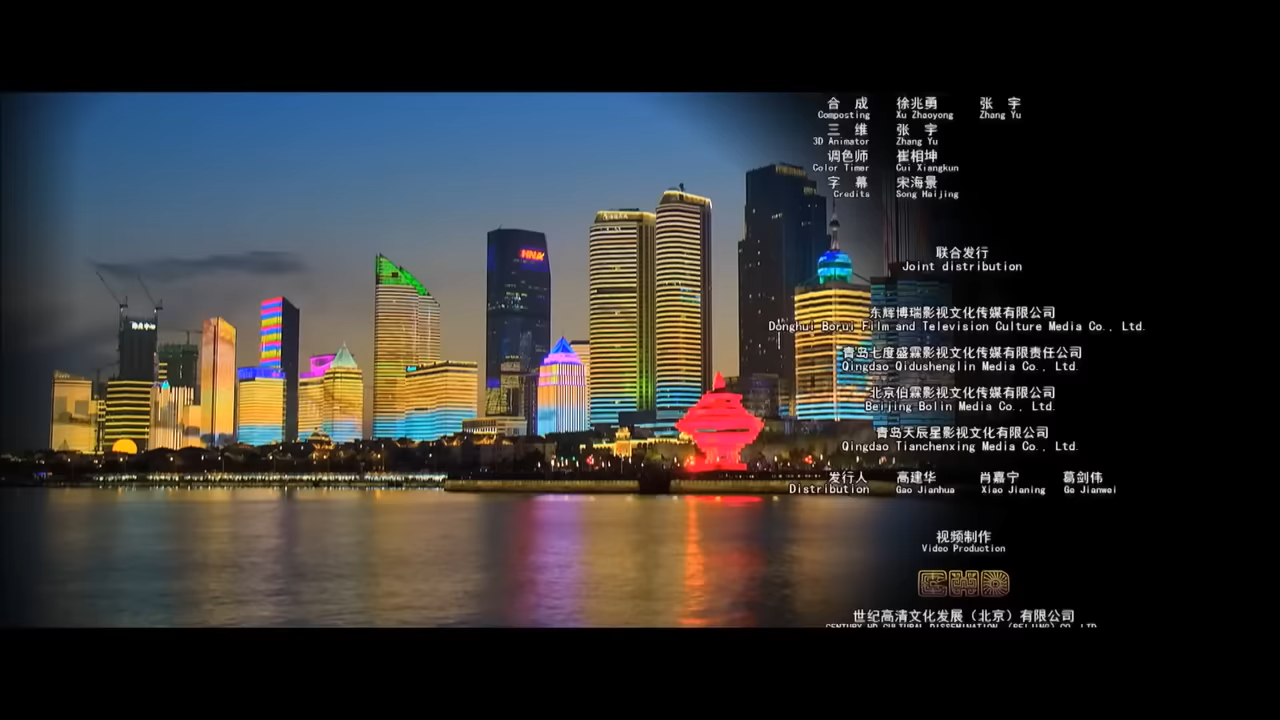 合 成 徐兆勇 张 宇
Composting Xu Zhaoyong Zhang Yu
三 维 张 宇
3D Animator Zhang Yu
调色师 崔相坤
Color Timer Cui Xiangkun
字 幕 宋海景
Credits Song Haijing
联合发行
Joint distribution
东辉博瑞影视文化传媒有限公司
Donghui Borui Film and Television Culture Media Co., Ltd.
青岛七度盛霖影视文化传媒有限责任公司
Qingdao Qidushenglin Media Co., Ltd.
北京伯霖影视文化传媒有限公司
Beijing Bolin Media Co., Ltd.
青岛天辰星影视文化有限公司
Qingdao Tianchenxing Media Co., Ltd.
发行人 高建华 肖嘉宁 葛剑伟
Distribution Gao Jianhua Xiao Jianing Ge Jianwei
视频制作
Video Production
CHD
世纪高清文化发展（北京）有限公司
CENTURY HD CULTURAL DISSEMINATION (BEIJING) CO.,LTD